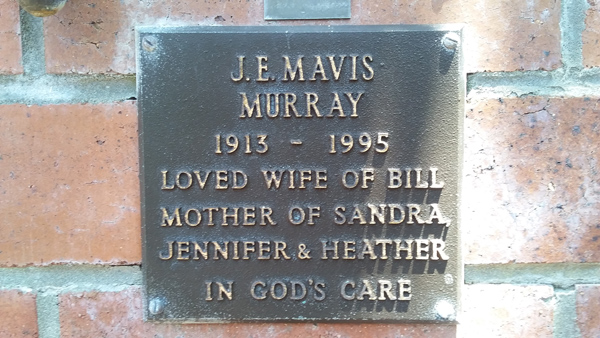 J.E. MAVIS
MURRAY
1913 - 1995
LOVED WIFE OF BILL
MOTHER OF SANDRA,
JENNIFER & HEATHER
IN GOD'S CARE